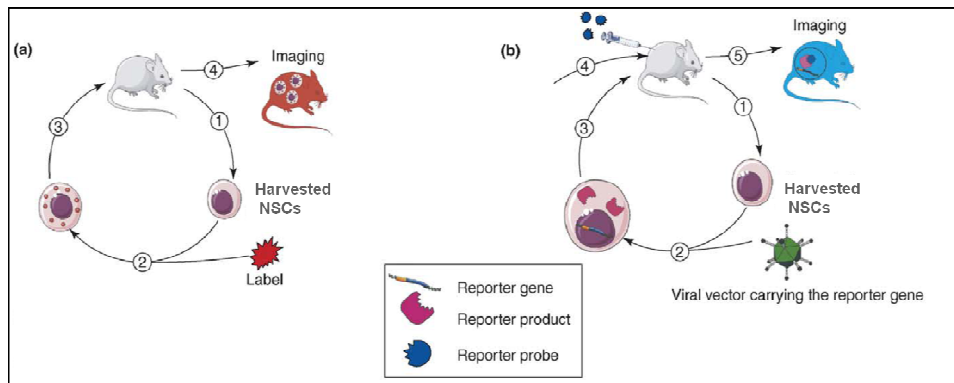 (a)
Imaging
4
1
3
Harvested
NSCs
2
Label
(b)
Imaging
4
5
1
3
Harvested
NSCs
2
Viral vector carrying the reporter gene
Reporter gene
Reporter product
Reporter probe